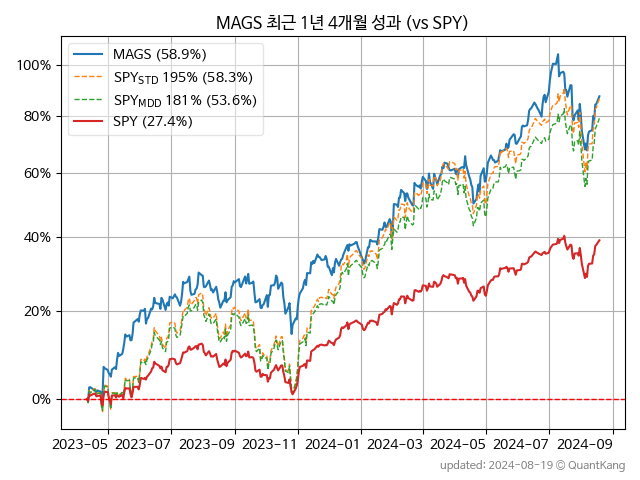 MAGS 최근 1년 4개월 성과 (vs SPY)
MAGS (58.9%)
SPY_STD 195% (58.3%)
SPY_MDD 181% (53.6%)
SPY (27.4%)
100%
80%
60%
40%
20%
0%
2023-05 2023-07 2023-09 2023-11 2024-01 2024-03 2024-05 2024-07 2024-09
updated: 2024-08-19 © QuantKang